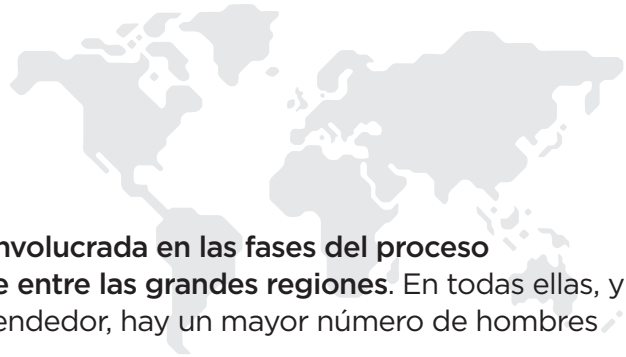 nvolucrada en las fases del proceso
e entre las grandes regiones. En todas ellas, y
endedor, hay un mayor número de hombres